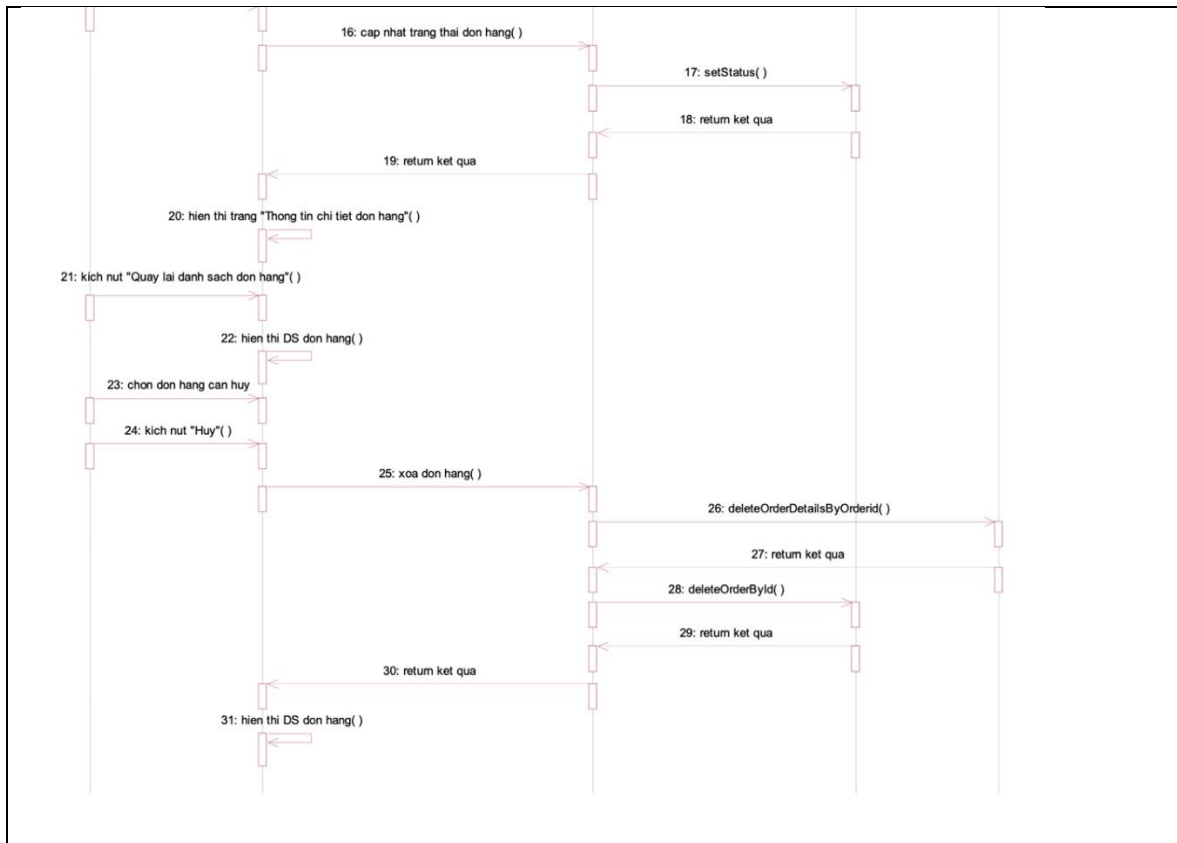 16: cap nhat trang thai don hang( )
17: setStatus( )
18: return ket qua
19: return ket qua
20: hien thi trang "Thong tin chi tiet don hang"( )
21: kich nut "Quay lai danh sach don hang"( )
22: hien thi DS don hang( )
23: chon don hang can huy
24: kich nut "Huy"( )
25: xoa don hang( )
26: deleteOrderDetailsByOrderid( )
27: return ket qua
28: deleteOrderById( )
29: return ket qua
30: return ket qua
31: hien thi DS don hang( )